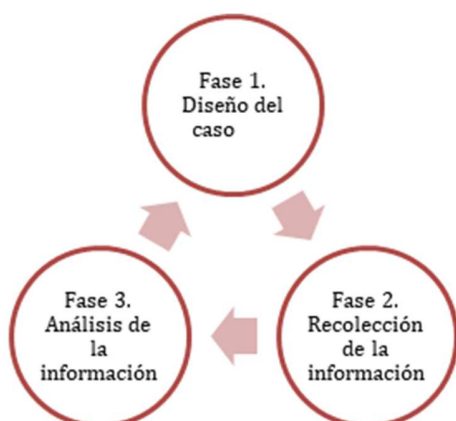 Fase 1.
Diseño del
caso
Fase 2.
Recolección
de la
información
Fase 3.
Análisis de
la
información